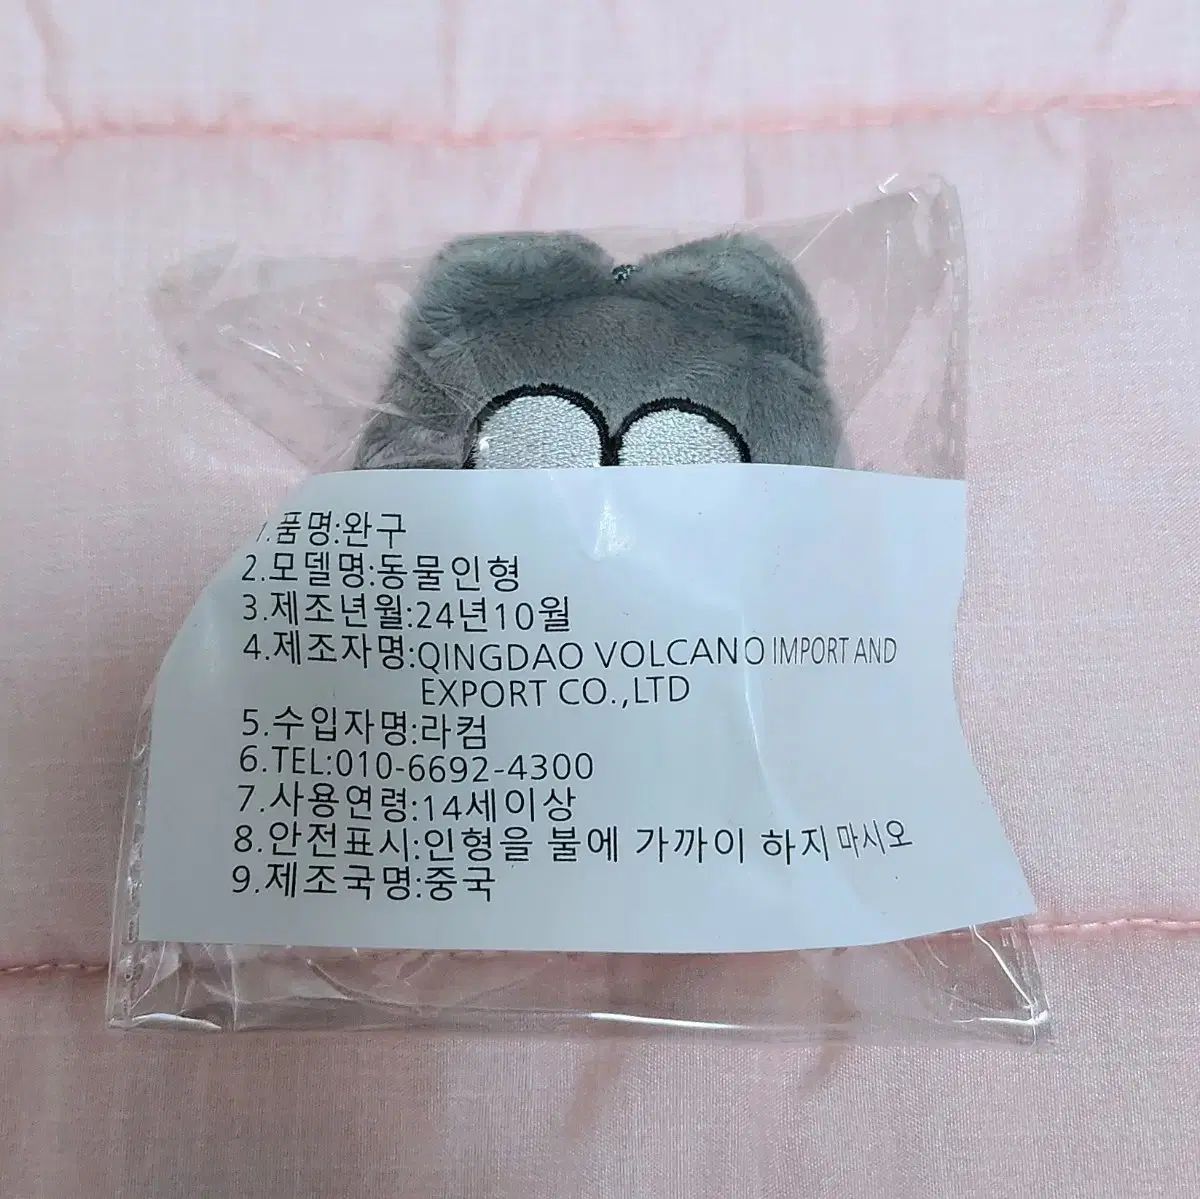 1.품명:완구
2.모델명:동물인형
3.제조년월:24년10월
4.제조자명:QINGDAO VOLCANO IMPORT AND
EXPORT CO.,LTD
5.수입자명:라컴
6.TEL:010-6692-4300
7.사용연령:14세이상
8.안전표시:인형을 불에 가까이 하지 마시오
9.제조국명:중국